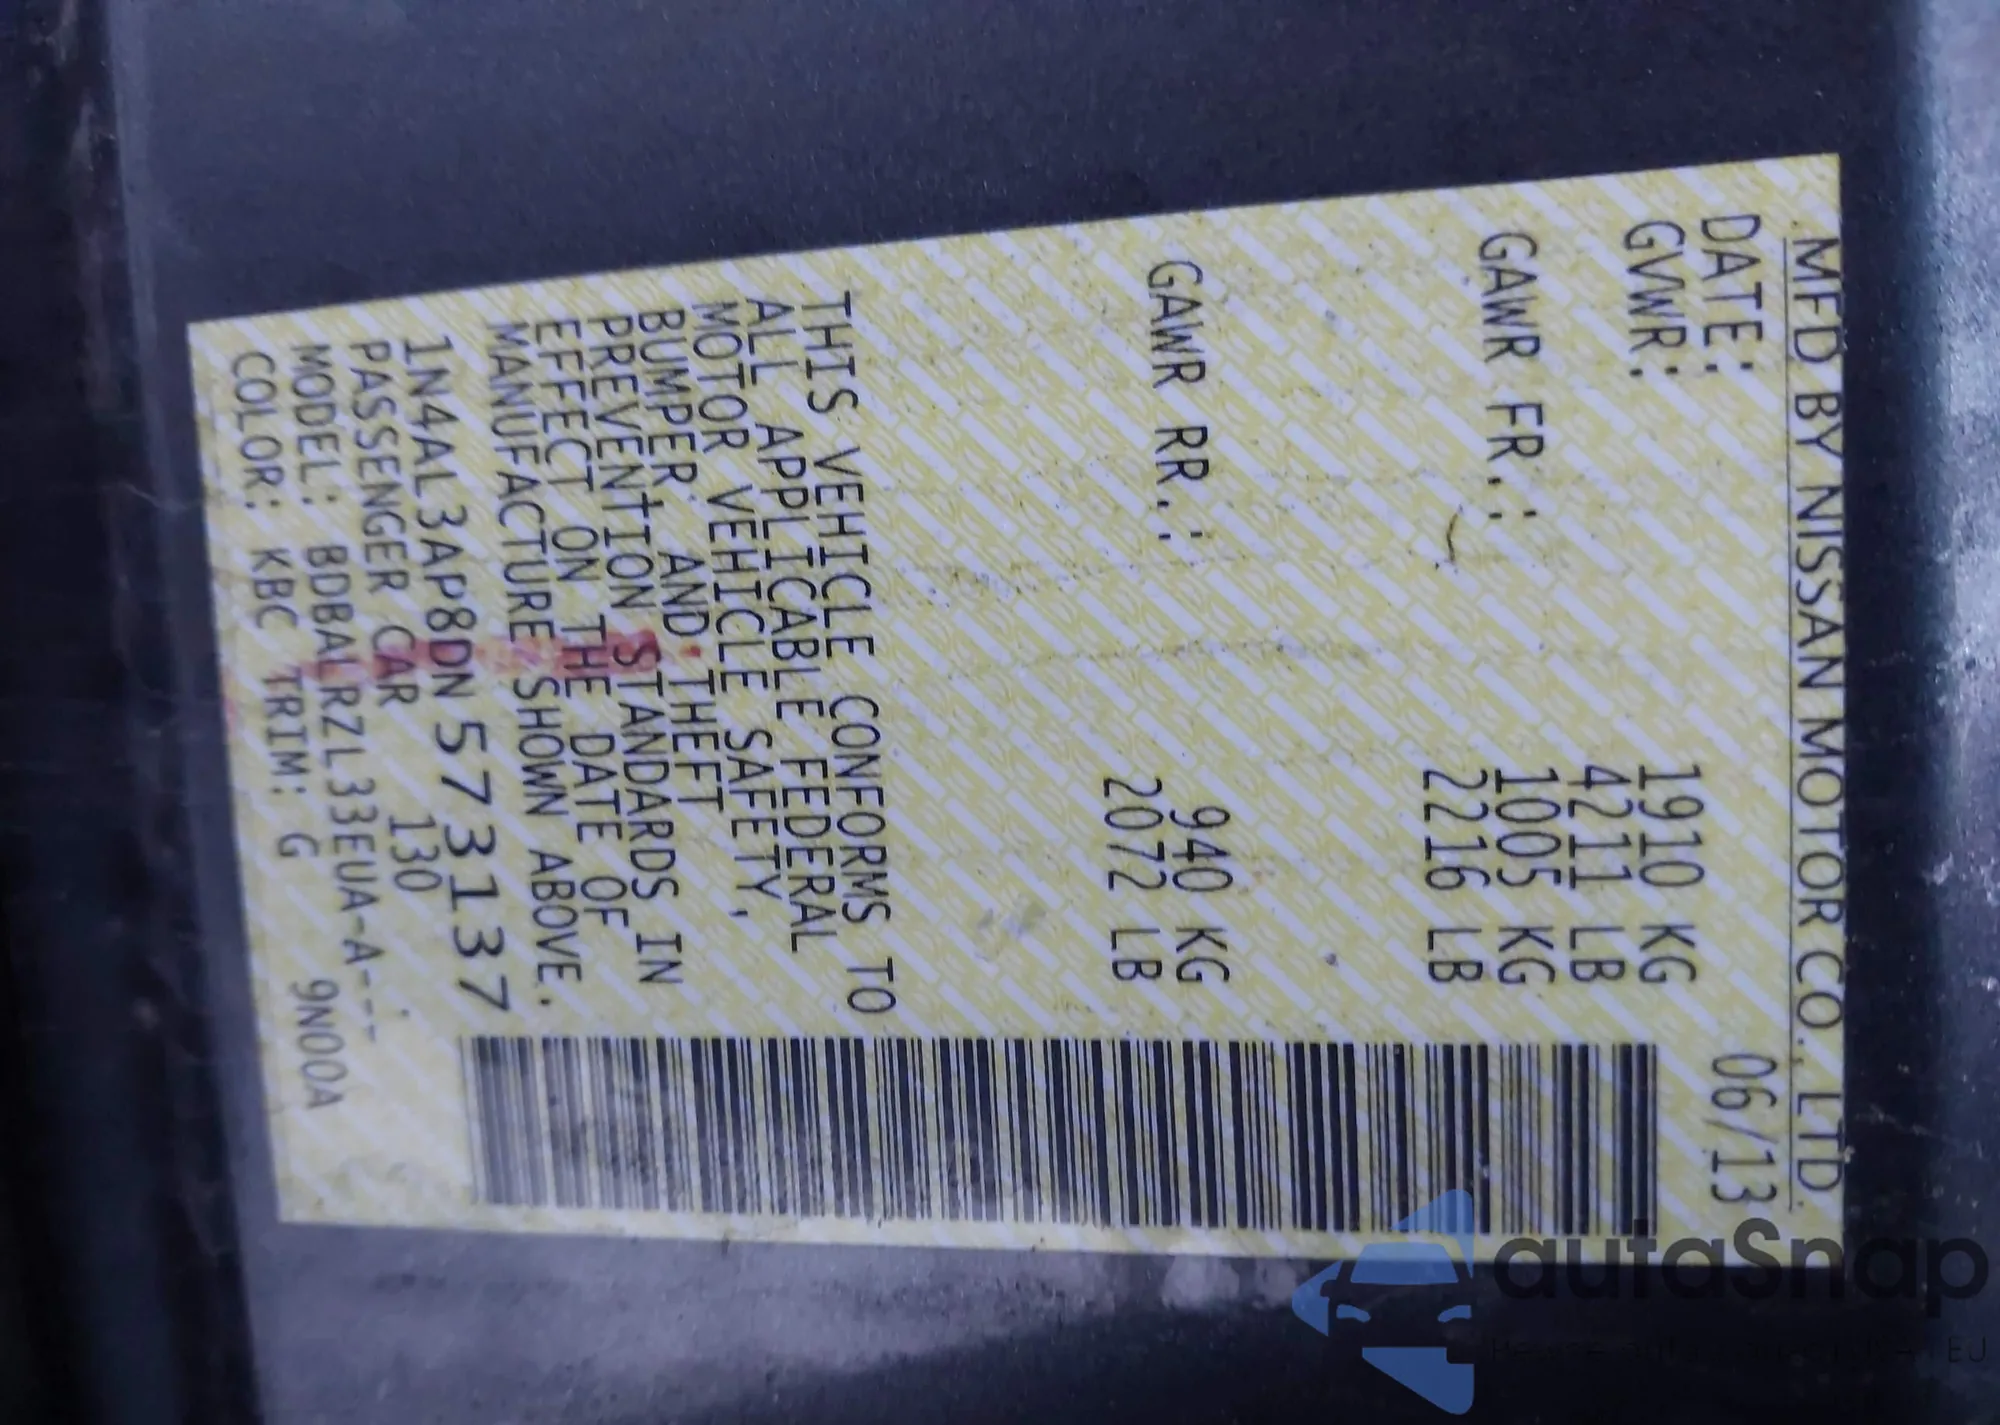 MFD BY NISSAN MOTOR CO., LTD.
DATE: 06/13
GVWR: 1910 KG
4211 LB
GAWR FR.: 1005 KG
2216 LB
GAWR RR.: 940 KG
2072 LB
THIS VEHICLE CONFORMS TO
ALL APPLICABLE FEDERAL
MOTOR VEHICLE SAFETY,
BUMPER, AND THEFT
PREVENTION STANDARDS IN
EFFECT ON THE DATE OF
MANUFACTURE SHOWN ABOVE.
1N4AL3AP8DN 573137
PASSENGER CAR 130
MODEL: BDBALRZL33EUA-A---
COLOR: KBC TRIM: G 9N00A
autaSnap